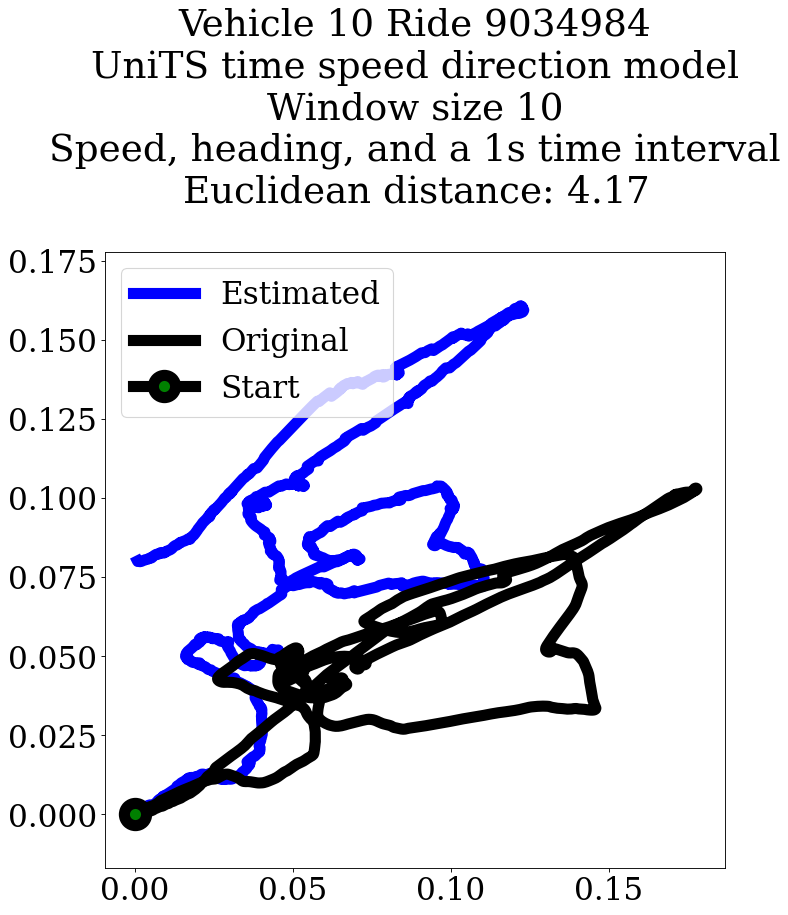 Vehicle 10 Ride 9034984
UniTS time speed direction model
Window size 10
Speed, heading, and a 1s time interval
Euclidean distance: 4.17
0.175
0.150
0.125
0.100
0.075
0.050
0.025
0.000
Estimated
Original
Start
0.00 0.05 0.10 0.15